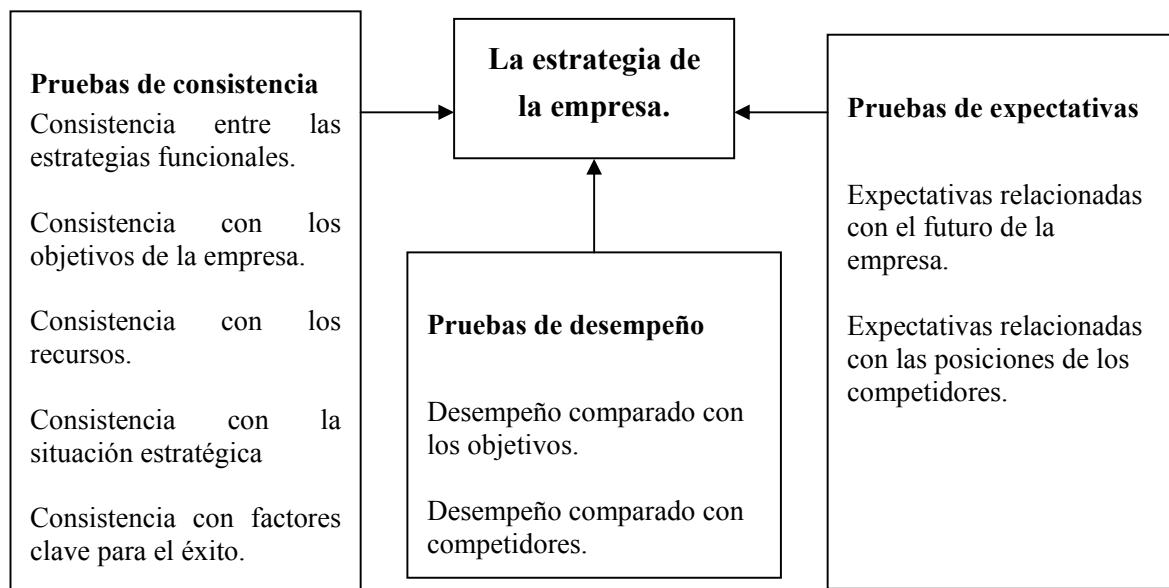 Pruebas de consistencia
Consistencia entre las
estrategias funcionales.
Consistencia con los
objetivos de la empresa.
Consistencia con los
recursos.
Consistencia con la
situación estratégica
Consistencia con factores
clave para el éxito.
La estrategia de
la empresa.
Pruebas de desempeño
Desempeño comparado con
los objetivos.
Desempeño comparado con
competidores.
Pruebas de expectativas
Expectativas relacionadas
con el futuro de la
empresa.
Expectativas relacionadas
con las posiciones de los
competidores.